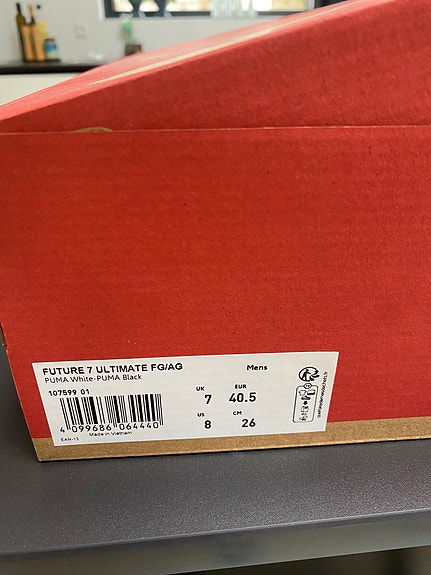 FUTURE 7 ULTIMATE FG/AG Mens
PUMA White-PUMA Black
107599 01
UK EUR
7 40.5
US CM
8 26
4 099686 064440
EAN-13 Made in Vietnam